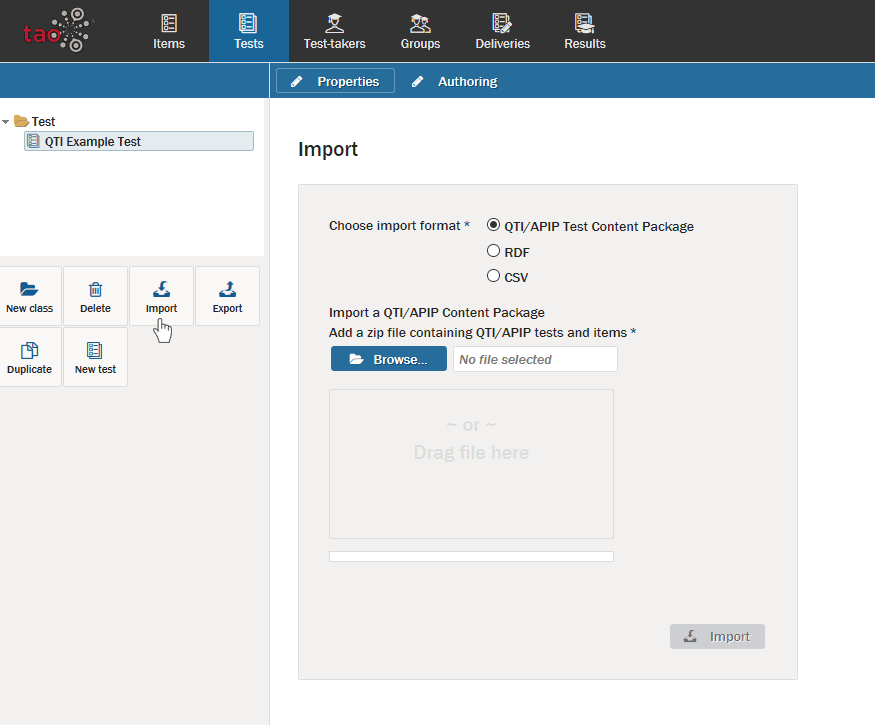 tao
Items
Tests
Test-takers
Groups
Deliveries
Results
Properties
Authoring
Test
QTI Example Test
New class
Delete
Import
Export
Duplicate
New test
Import
Choose import format *
QTI/APIP Test Content Package
RDF
CSV
Import a QTI/APIP Content Package
Add a zip file containing QTI/APIP tests and items *
Browse...
No file selected
~ or ~
Drag file here
Import